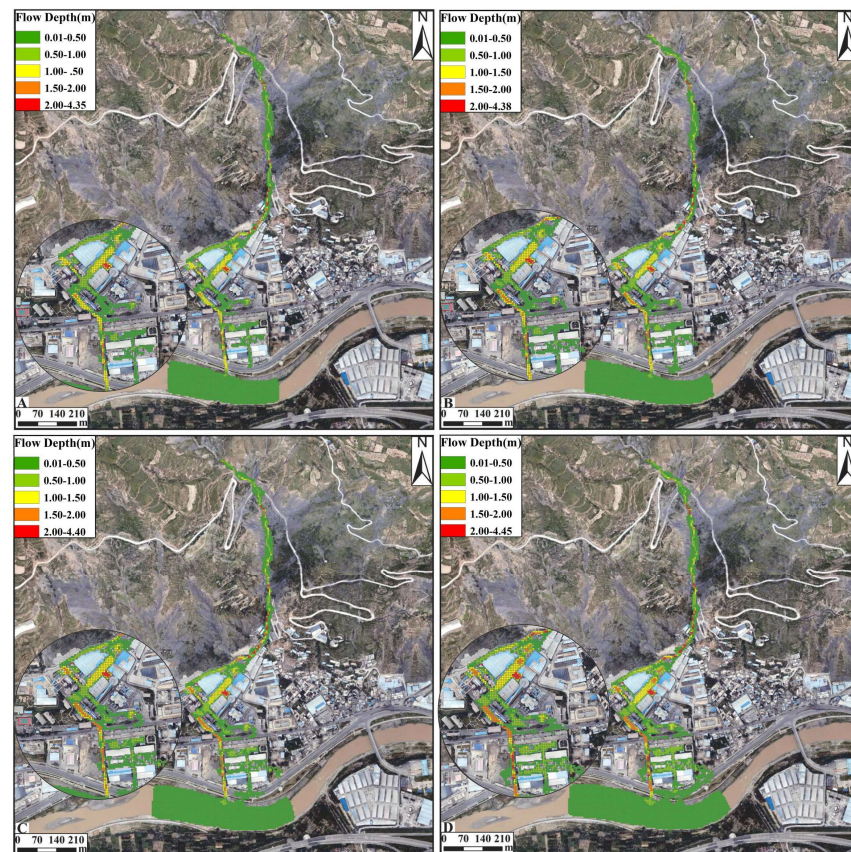 Flow Depth(m)
0.01-0.50
0.50-1.00
1.00- .50
1.50-2.00
2.00-4.35
N
A
0 70 140 210
m
Flow Depth(m)
0.01-0.50
0.50-1.00
1.00-1.50
1.50-2.00
2.00-4.38
N
B
0 70 140 210
m
Flow Depth(m)
0.01-0.50
0.50-1.00
1.00-1.50
1.50-2.00
2.00-4.40
N
C
0 70 140 210
m
Flow Depth(m)
0.01-0.50
0.50-1.00
1.00-1.50
1.50-2.00
2.00-4.45
N
D
0 70 140 210
m